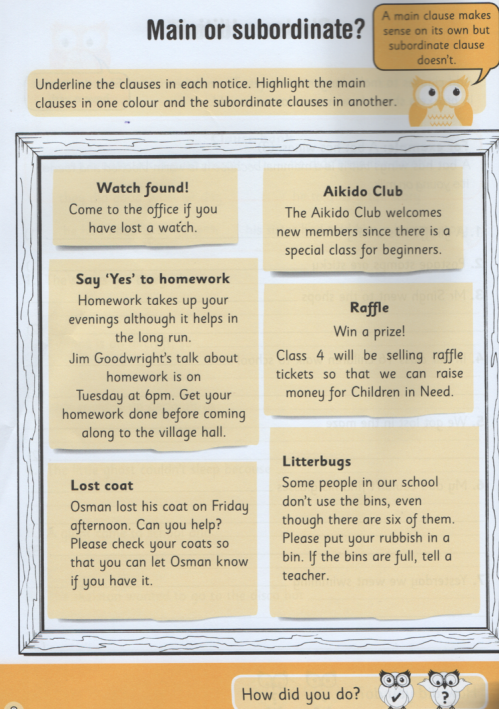 Main or subordinate?
A main clause makes
sense on its own but
subordinate clause
doesn't.
Underline the clauses in each notice. Highlight the main
clauses in one colour and the subordinate clauses in another.
Watch found!
Come to the office if you
have lost a watch.
Aikido Club
The Aikido Club welcomes
new members since there is a
special class for beginners.
Say 'Yes' to homework
Homework takes up your
evenings although it helps in
the long run.
Jim Goodwright's talk about
homework is on
Tuesday at 6pm. Get your
homework done before coming
along to the village hall.
Raffle
Win a prize!
Class 4 will be selling raffle
tickets so that we can raise
money for Children in Need.
Lost coat
Osman lost his coat on Friday
afternoon. Can you help?
Please check your coats so
that you can let Osman know
if you have it.
Litterbugs
Some people in our school
don't use the bins, even
though there are six of them.
Please put your rubbish in a
bin. If the bins are full, tell a
teacher.
How did you do?
?